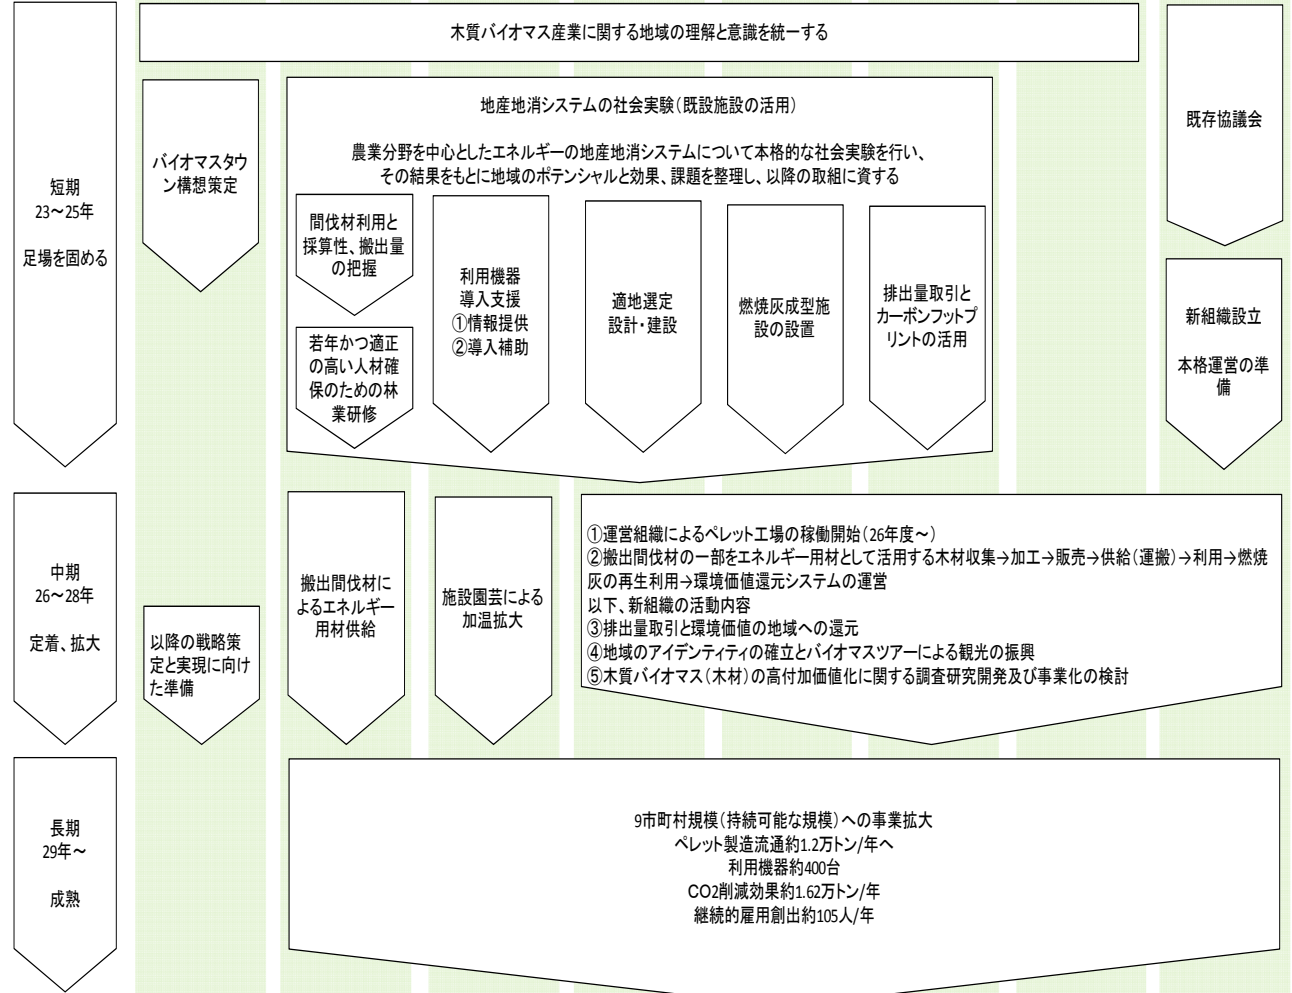 木質バイオマス産業に関する地域の理解と意識を統一する
短期
23～25年
足場を固める
バイオマスタウ
ン構想策定
地産地消システムの社会実験（既設施設の活用）
農業分野を中心としたエネルギーの地産地消システムについて本格的な社会実験を行い、
その結果をもとに地域のポテンシャルと効果、課題を整理し、以降の取組に資する
間伐材利用と
採算性、搬出量
の把握
若年かつ適正
の高い人材確
保のための林
業研修
利用機器
導入支援
①情報提供
②導入補助
適地選定
設計・建設
燃焼灰成型施
設の設置
排出量取引と
カーボンフットプ
リントの活用
既存協議会
新組織設立
本格運営の準
備
中期
26～28年
定着、拡大
以降の戦略策
定と実現に向け
た準備
搬出間伐材に
よるエネルギー
用材供給
施設園芸による
加温拡大
①運営組織によるペレット工場の稼働開始（26年度～）
②搬出間伐材の一部をエネルギー用材として活用する木材収集→加工→販売→供給（運搬）→利用→燃焼
灰の再生利用→環境価値還元システムの運営
以下、新組織の活動内容
③排出量取引と環境価値の地域への還元
④地域のアイデンティティの確立とバイオマスツアーによる観光の振興
⑤木質バイオマス（木材）の高付加価値化に関する調査研究開発及び事業化の検討
長期
29年～
成熟
9市町村規模（持続可能な規模）への事業拡大
ペレット製造流通約1.2万トン/年へ
利用機器約400台
CO2削減効果約1.62万トン/年
継続的雇用創出約105人/年